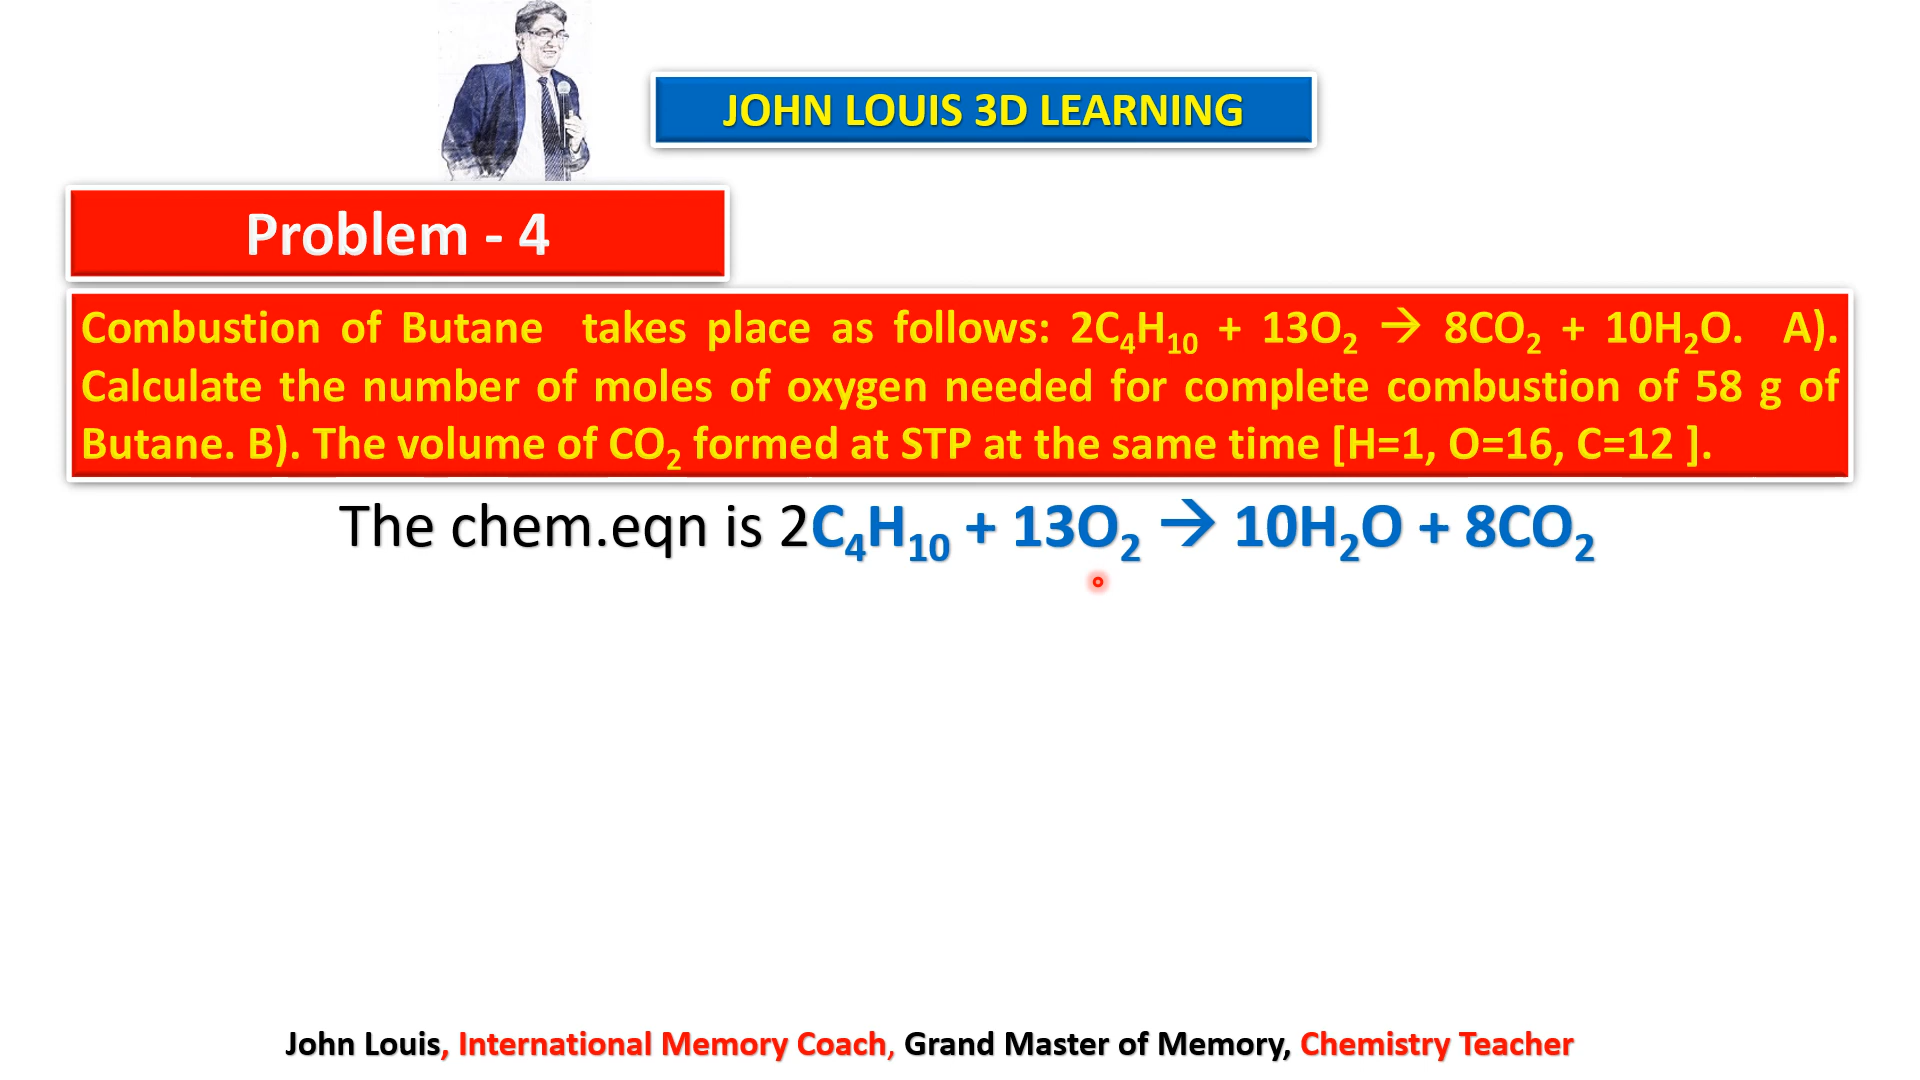 JOHN LOUIS 3D LEARNING
Problem - 4
Combustion of Butane takes place as follows: 2C₄H₁₀ + 13O₂ → 8CO₂ + 10H₂O. A).
Calculate the number of moles of oxygen needed for complete combustion of 58 g of
Butane. B). The volume of CO₂ formed at STP at the same time [H=1, O=16, C=12 ].
The chem.eqn is 2C₄H₁₀ + 13O₂ → 10H₂O + 8CO₂
John Louis, International Memory Coach, Grand Master of Memory, Chemistry Teacher